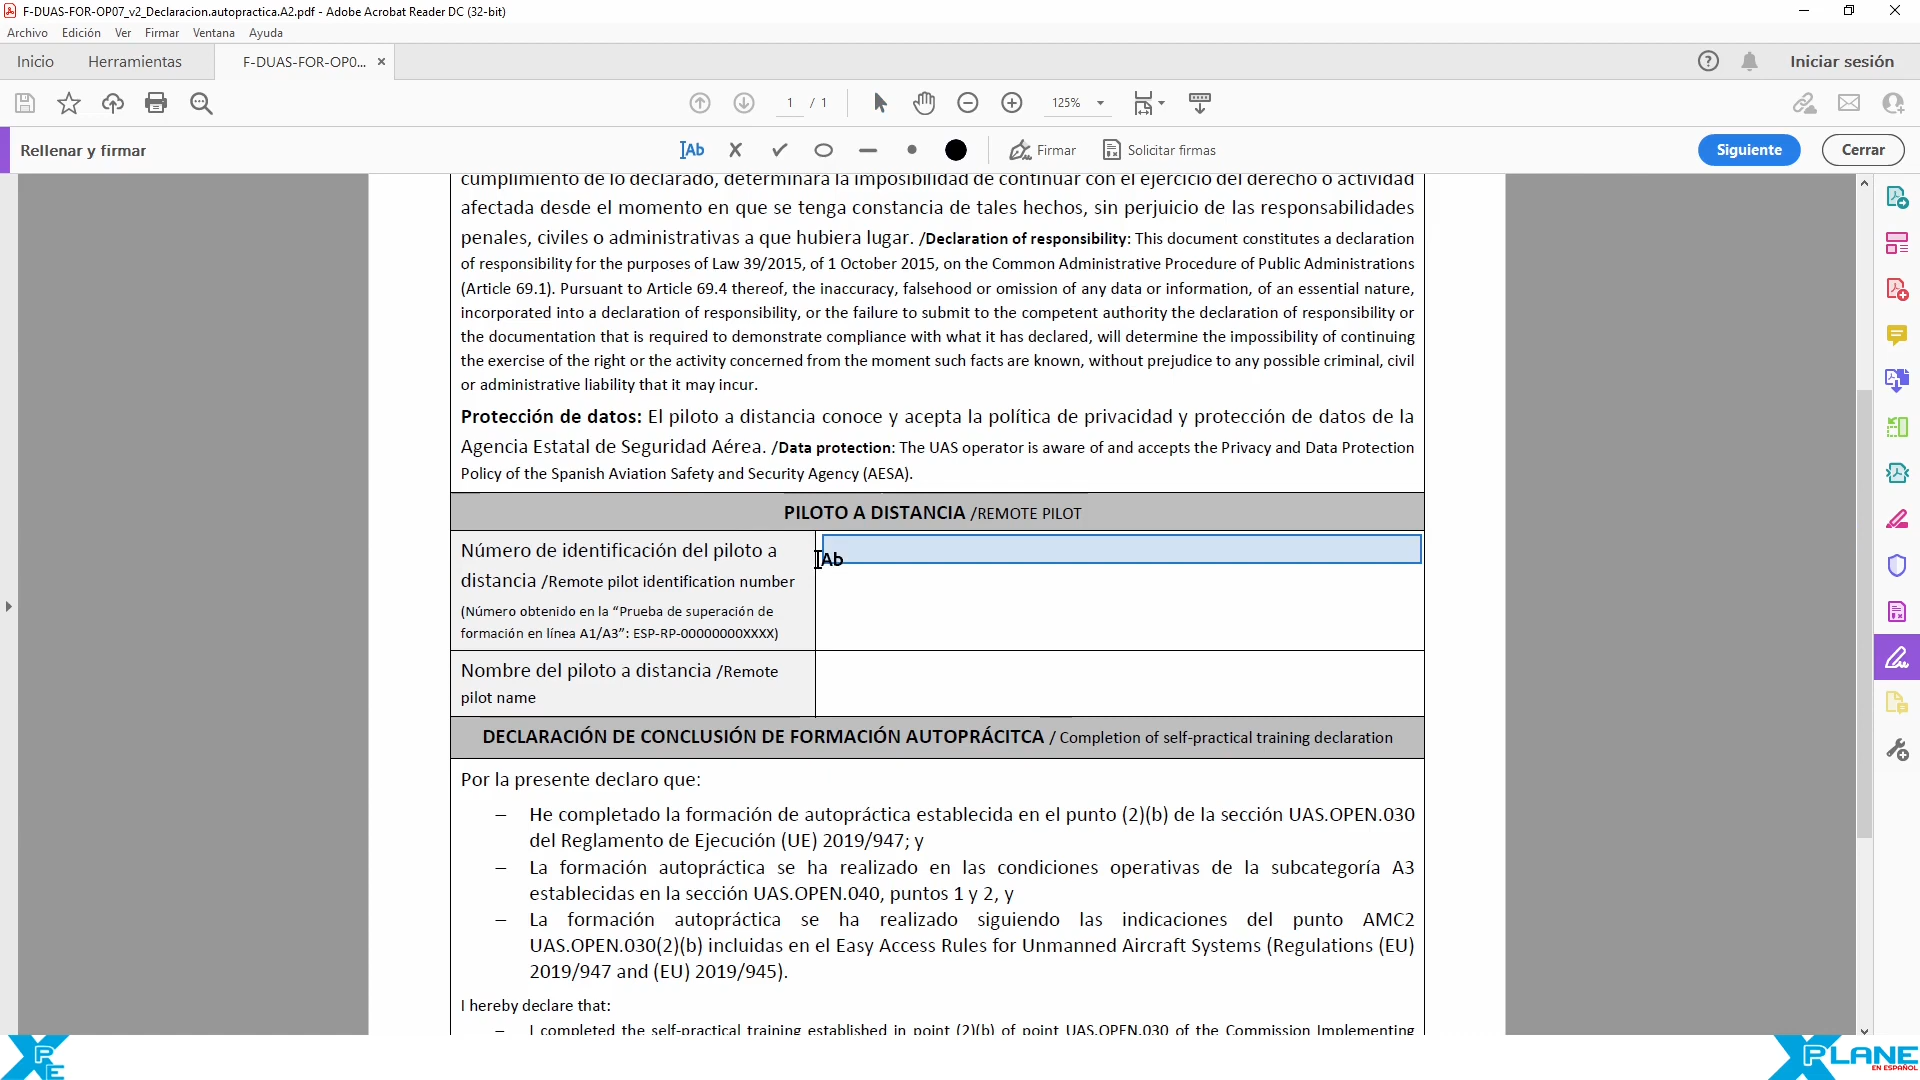 F-DUAS-FOR-OP07_v2_Declaracion.autopractica.A2.pdf - Adobe Acrobat Reader DC (32-bit)
Archivo Edición Ver Firmar Ventana Ayuda
Inicio Herramientas F-DUAS-FOR-OP0... × Iniciar sesión
1 / 1 125%
Rellenar y firmar Ab Firmar Solicitar firmas Siguiente Cerrar
cumplimiento de lo declarado, determinará la imposibilidad de continuar con el ejercicio del derecho o actividad
afectada desde el momento en que se tenga constancia de tales hechos, sin perjuicio de las responsabilidades
penales, civiles o administrativas a que hubiera lugar. /Declaration of responsibility: This document constitutes a declaration
of responsibility for the purposes of Law 39/2015, of 1 October 2015, on the Common Administrative Procedure of Public Administrations
(Article 69.1). Pursuant to Article 69.4 thereof, the inaccuracy, falsehood or omission of any data or information, of an essential nature,
incorporated into a declaration of responsibility, or the failure to submit to the competent authority the declaration of responsibility or
the documentation that is required to demonstrate compliance with what it has declared, will determine the impossibility of continuing
the exercise of the right or the activity concerned from the moment such facts are known, without prejudice to any possible criminal, civil
or administrative liability that it may incur.
Protección de datos: El piloto a distancia conoce y acepta la política de privacidad y protección de datos de la
Agencia Estatal de Seguridad Aérea. /Data protection: The UAS operator is aware of and accepts the Privacy and Data Protection
Policy of the Spanish Aviation Safety and Security Agency (AESA).
PILOTO A DISTANCIA /REMOTE PILOT
Número de identificación del piloto a
distancia /Remote pilot identification number
(Número obtenido en la “Prueba de superación de
formación en línea A1/A3”: ESP-RP-00000000XXXX)
Ab
Nombre del piloto a distancia /Remote
pilot name
DECLARACIÓN DE CONCLUSIÓN DE FORMACIÓN AUTOPRÁCITCA / Completion of self-practical training declaration
Por la presente declaro que:
– He completado la formación de autopráctica establecida en el punto (2)(b) de la sección UAS.OPEN.030
del Reglamento de Ejecución (UE) 2019/947; y
– La formación autopráctica se ha realizado en las condiciones operativas de la subcategoría A3
establecidas en la sección UAS.OPEN.040, puntos 1 y 2, y
– La formación autopráctica se ha realizado siguiendo las indicaciones del punto AMC2
UAS.OPEN.030(2)(b) incluidas en el Easy Access Rules for Unmanned Aircraft Systems (Regulations (EU)
2019/947 and (EU) 2019/945).
I hereby declare that:
– I completed the self-practical training established in point (2)(b) of point UAS.OPEN.030 of the Commission Implementing
XPE
XPLANE
EN ESPAÑOL